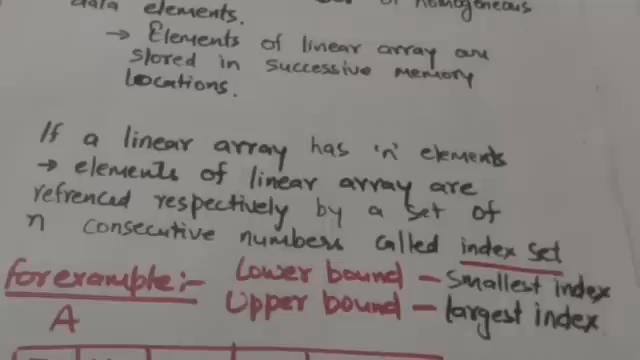 of homogeneous
data elements.
→ Elements of linear array are
stored in successive memory
Locations.
If a linear array has 'n' elements
→ elements of linear array are
refrenced respectively by a set of
n consecutive numbers called index set
for example:- Lower bound - smallest index
Upper bound - largest index
A